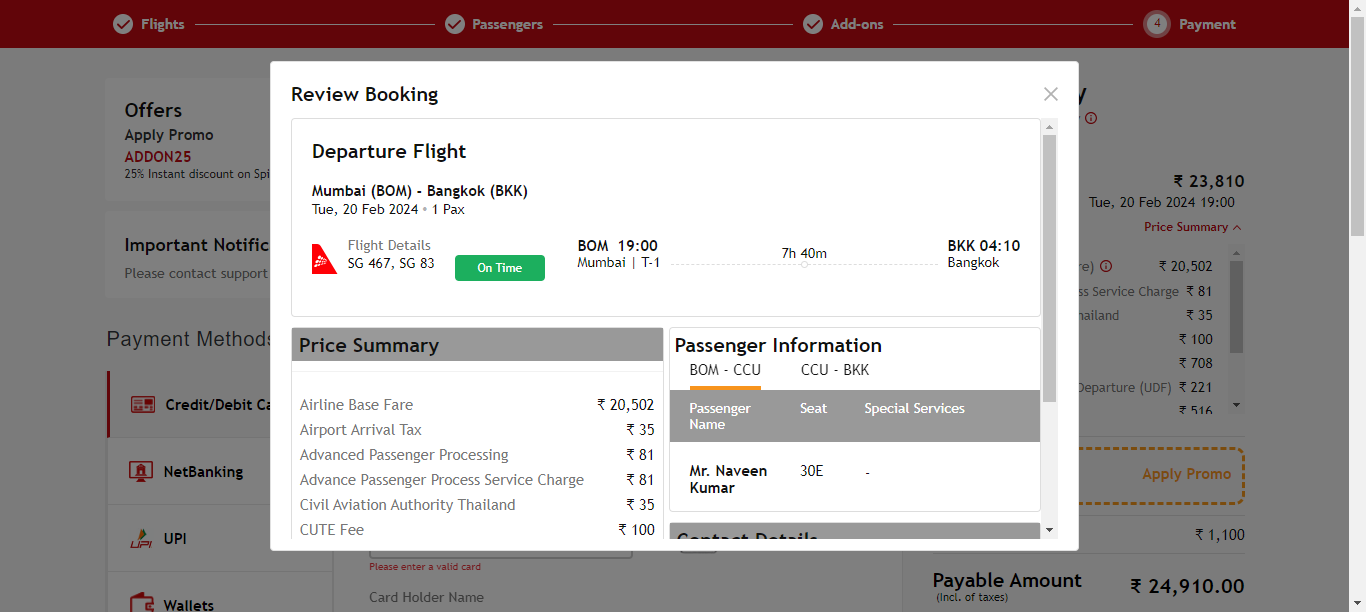 Flights
Passengers
Add-ons
4
Payment
Offers
Apply Promo
ADDON25
25% Instant discount on Spi
Important Notific
Please contact support
Payment Methods
Credit/Debit Ca
NetBanking
UPI
UPI
Wallets
Review Booking
Departure Flight
Mumbai (BOM) - Bangkok (BKK)
Tue, 20 Feb 2024 • 1 Pax
Flight Details
SG 467, SG 83
On Time
BOM 19:00
Mumbai | T-1
7h 40m
BKK 04:10
Bangkok
Price Summary
Airline Base Fare ₹ 20,502
Airport Arrival Tax ₹ 35
Advanced Passenger Processing ₹ 81
Advance Passenger Process Service Charge ₹ 81
Civil Aviation Authority Thailand ₹ 35
CUTE Fee ₹ 100
Passenger Information
BOM - CCU CCU - BKK
Passenger Name Seat Special Services
Mr. Naveen Kumar 30E -
Contact Details
Please enter a valid card
Card Holder Name
y
₹ 23,810
Tue, 20 Feb 2024 19:00
Price Summary
re) ₹ 20,502
ss Service Charge ₹ 81
hailand ₹ 35
₹ 100
₹ 708
Departure (UDF) ₹ 221
₹ 516
Apply Promo
₹ 1,100
Payable Amount ₹ 24,910.00
(Incl. of taxes)